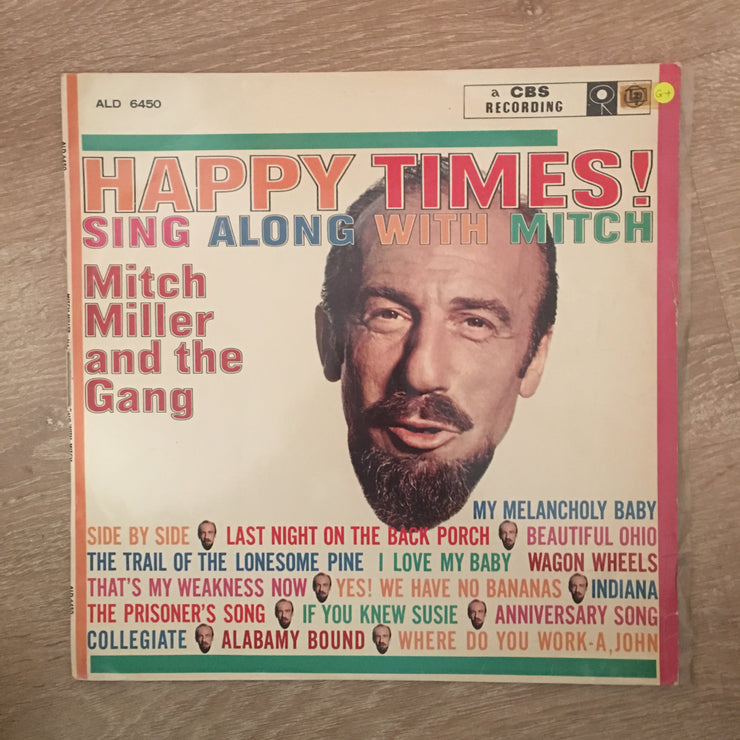 ALD 6450
a CBS
RECORDING
G+
HAPPY TIMES!
SING ALONG WITH MITCH
Mitch
Miller
and the
Gang
MY MELANCHOLY BABY
SIDE BY SIDE LAST NIGHT ON THE BACK PORCH BEAUTIFUL OHIO
THE TRAIL OF THE LONESOME PINE I LOVE MY BABY WAGON WHEELS
THAT'S MY WEAKNESS NOW YES! WE HAVE NO BANANAS INDIANA
THE PRISONER'S SONG IF YOU KNEW SUSIE ANNIVERSARY SONG
COLLEGIATE ALABAMY BOUND WHERE DO YOU WORK-A, JOHN